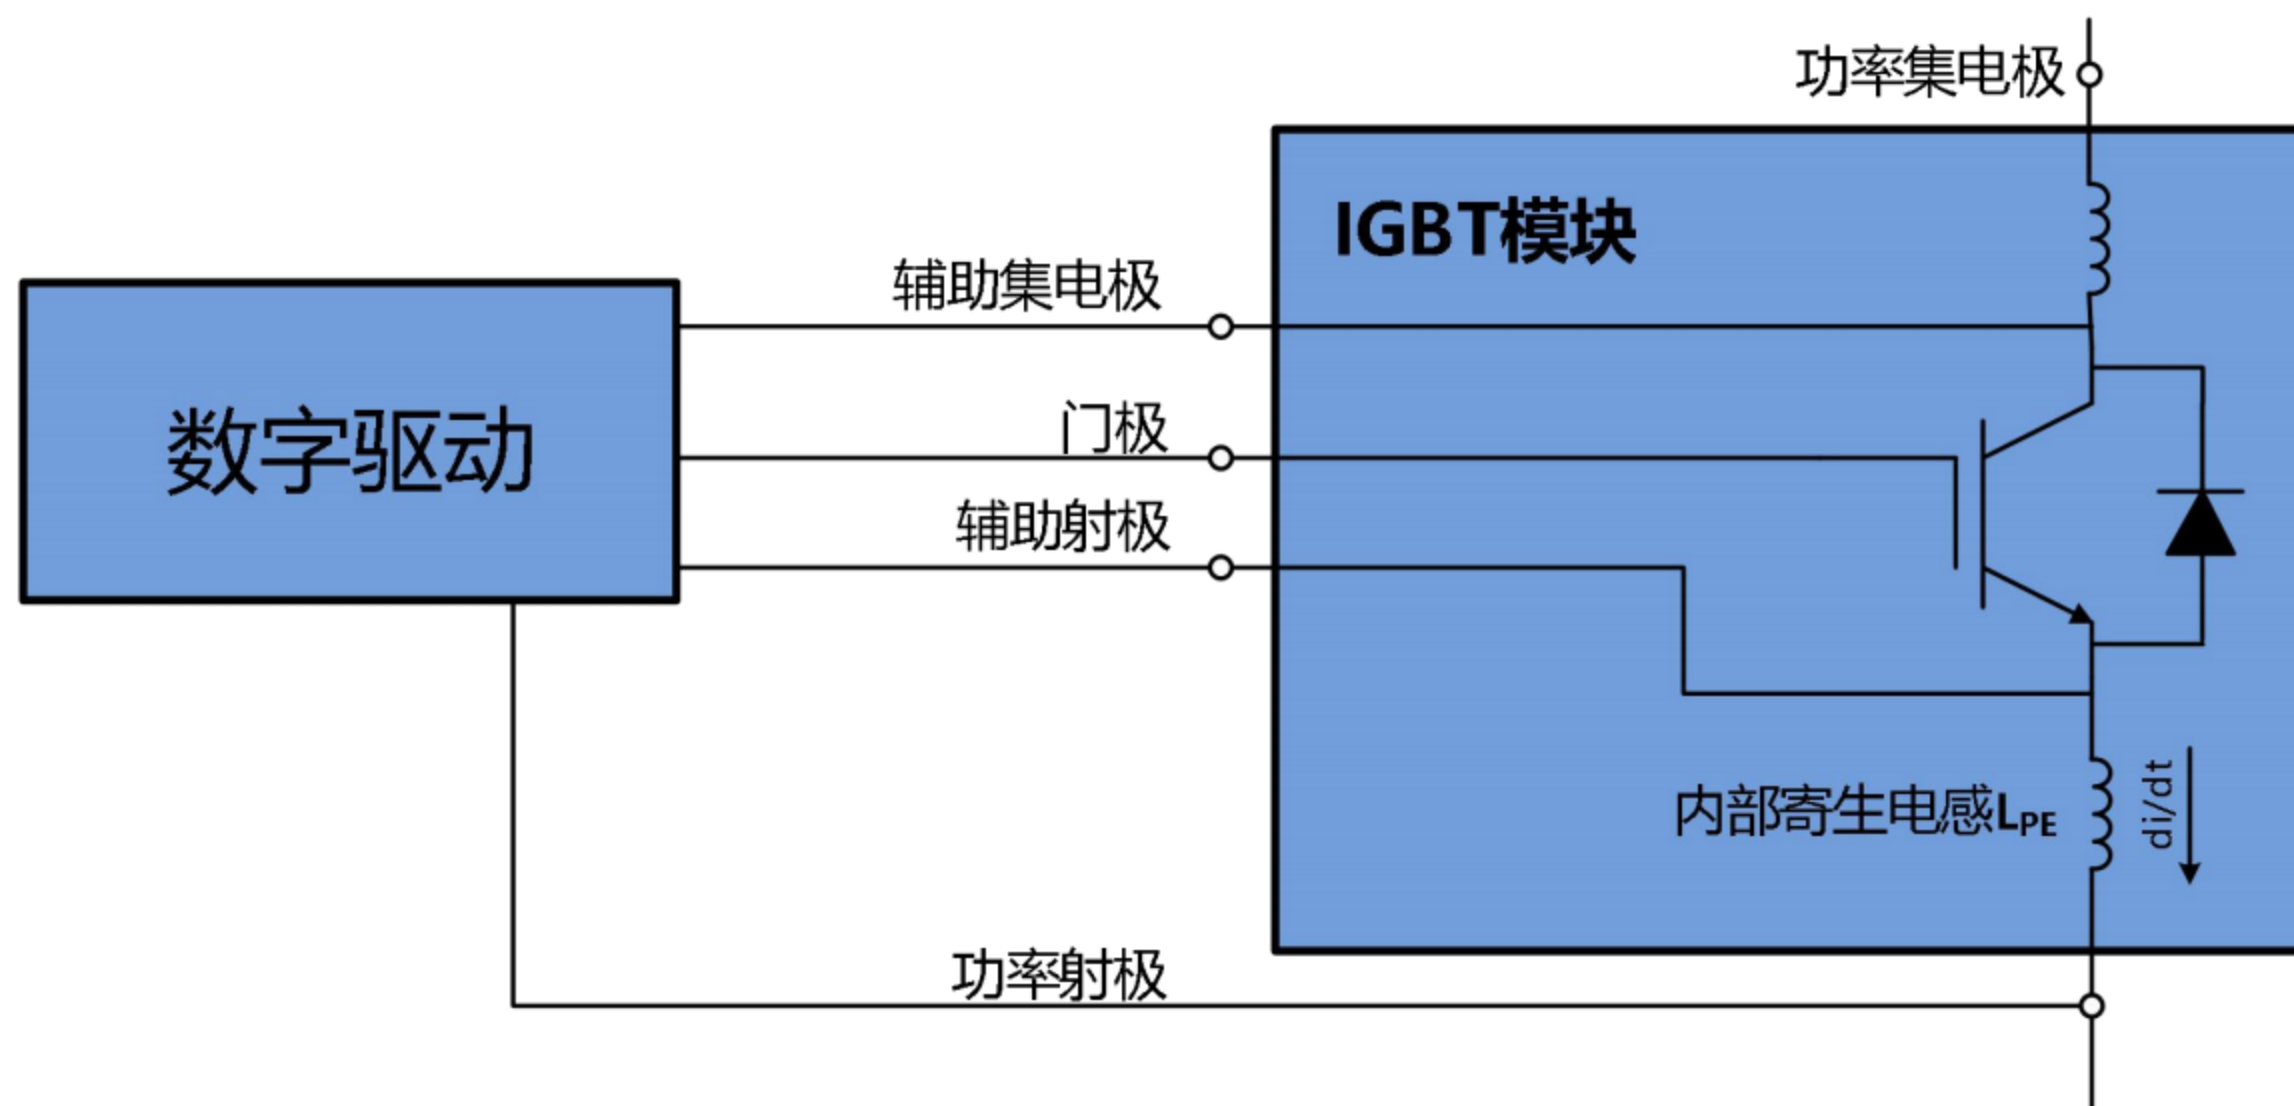 功率集电极
IGBT模块
辅助集电极
门极
数字驱动
辅助射极
内部寄生电感LPE
di/dt
功率射极